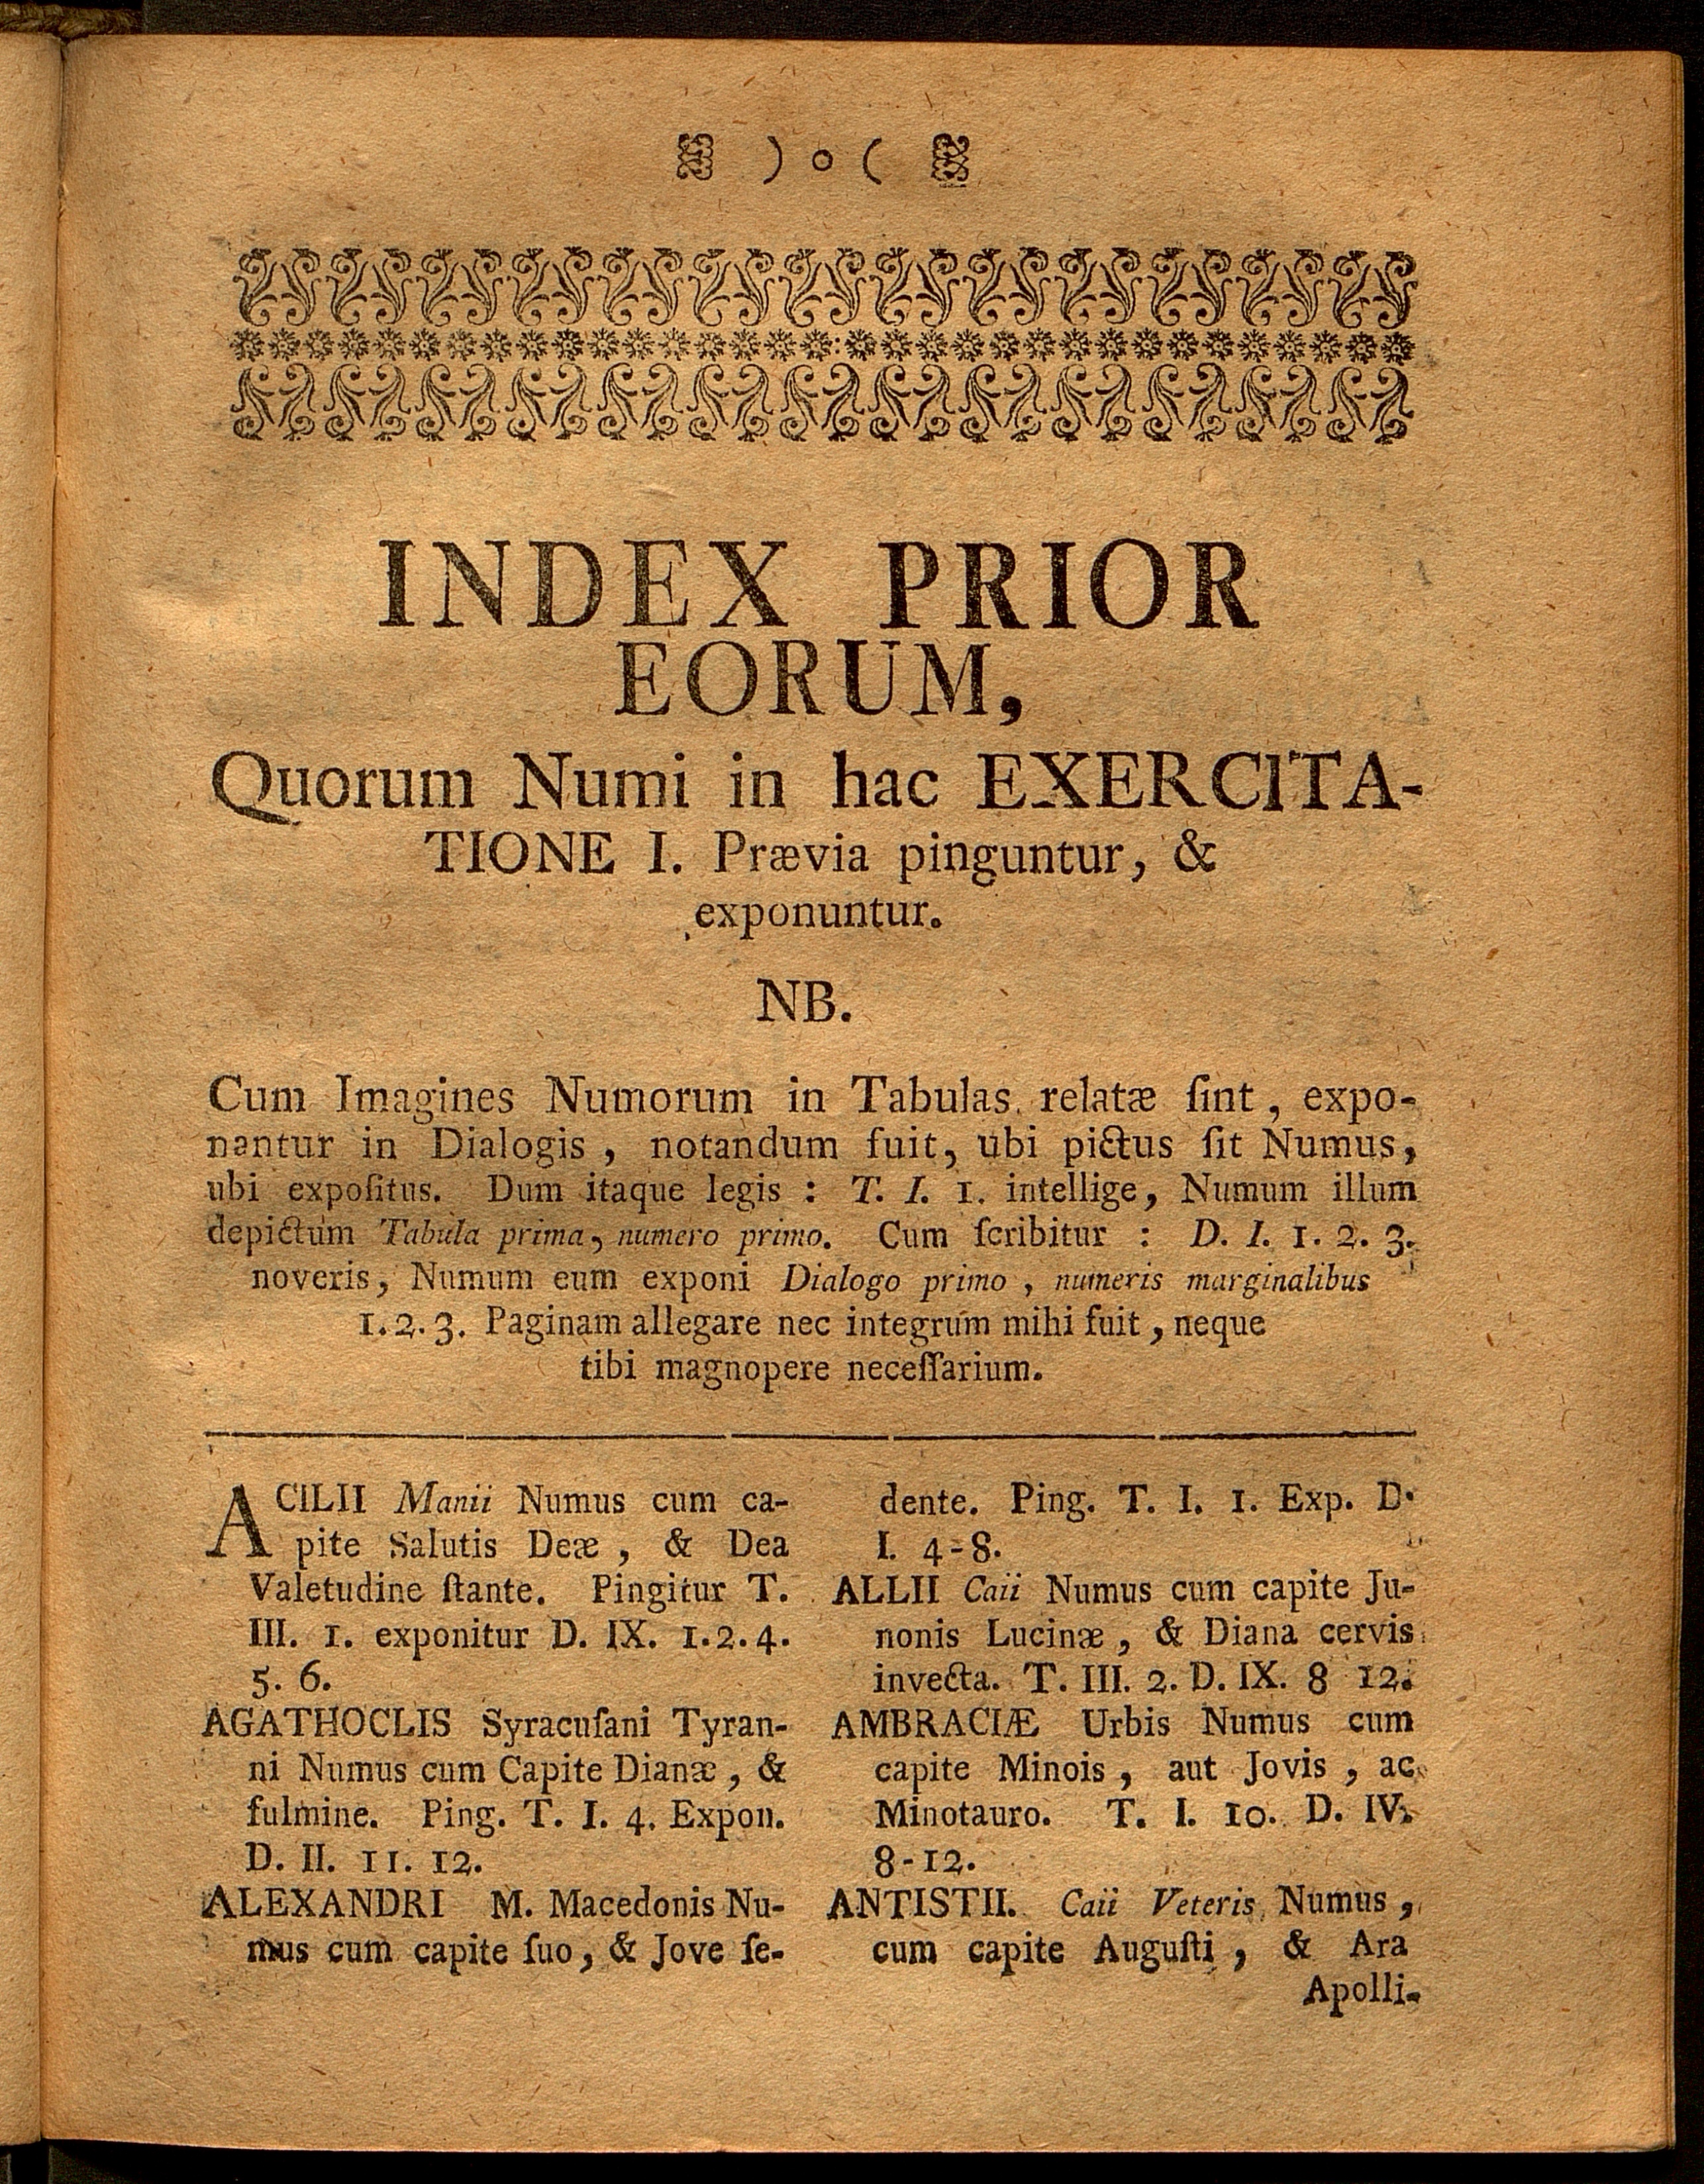 ) o (
INDEX PRIOR
EORUM,
Quorum Numi in hac EXERCITA-
TIONE I. Prævia pinguntur, &
exponuntur.
NB.
Cum Imagines Numorum in Tabulas relatæ ſint, expo-
nantur in Dialogis, notandum fuit, ubi pictus ſit Numus,
ubi expoſitus. Dum itaque legis : T. I. 1. intellige, Numum illum
depictum Tabula prima, numero primo. Cum ſcribitur : D. I. 1. 2. 3.
noveris, Numum eum exponi Dialogo primo, numeris marginalibus
1. 2. 3. Paginam allegare nec integrum mihi fuit, neque
tibi magnopere neceſſarium.
ACILII Manii Numus cum ca-
pite Salutis Deæ, & Dea
Valetudine ſtante. Pingitur T.
III. 1. exponitur D. IX. 1. 2. 4.
5. 6.
AGATHOCLIS Syracuſani Tyran-
ni Numus cum Capite Dianæ, &
fulmine. Ping. T. I. 4. Expon.
D. II. 11. 12.
ALEXANDRI M. Macedonis Nu-
mus cum capite ſuo, & Jove ſe-
dente. Ping. T. I. 1. Exp. D.
I. 4-8.
ALLII Caii Numus cum capite Ju-
nonis Lucinæ, & Diana cervis
invecta. T. III. 2. D. IX. 8 12.
AMBRACIÆ Urbis Numus cum
capite Minois, aut Jovis, ac
Minotauro. T. I. 10. D. IV.
8-12.
ANTISTII. Caii Veteris Numus,
cum capite Auguſti, & Ara
Apolli-